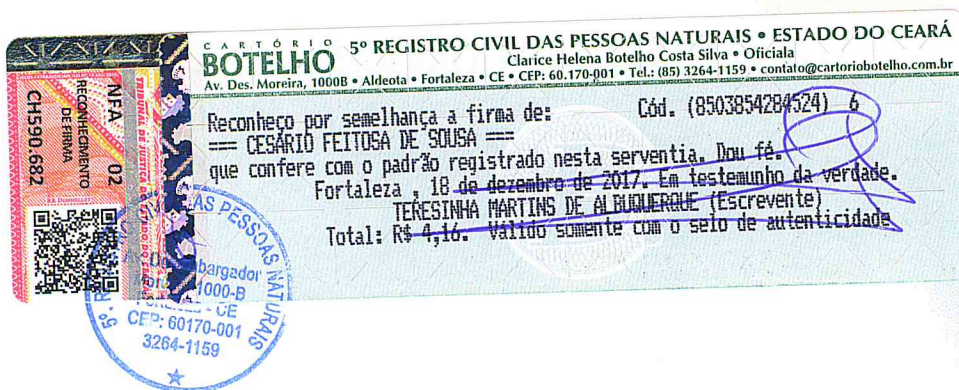 CARTÓRIO
BOTELHO
5º REGISTRO CIVIL DAS PESSOAS NATURAIS • ESTADO DO CEARÁ
Clarice Helena Botelho Costa Silva • Oficiala
Av. Des. Moreira, 1000B • Aldeota • Fortaleza • CE • CEP: 60.170-001 • Tel.: (85) 3264-1159 • contato@cartoriobotelho.com.br
Reconheço por semelhança a firma de: Cód. (8503854284524) 6
=== CESÁRIO FEITOSA DE SOUSA ===
que confere com o padrão registrado nesta serventia. Dou fé.
Fortaleza , 18 de dezembro de 2017. Em testemunho da verdade.
TERESINHA MARTINS DE ALBUQUERQUE (Escrevente)
Total: R$ 4,16. Válido somente com o selo de autenticidade
NFA 02
RECONHECIMENTO
DE FIRMA
CH590.682
AS PESSOAS NATURAIS
bargador
1000-B
CE
CEP: 60170-001
3264-1159
5º